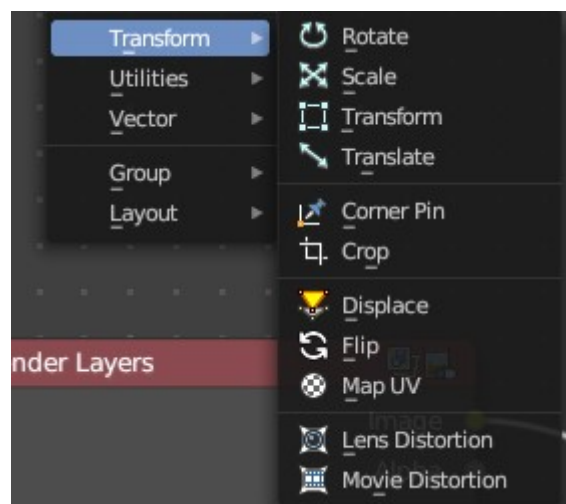 Transform
Utilities
Vector
Group
Layout
Rotate
Scale
Transform
Translate
Corner Pin
Crop
Displace
Flip
Map UV
Lens Distortion
Movie Distortion
nder Layers
Image